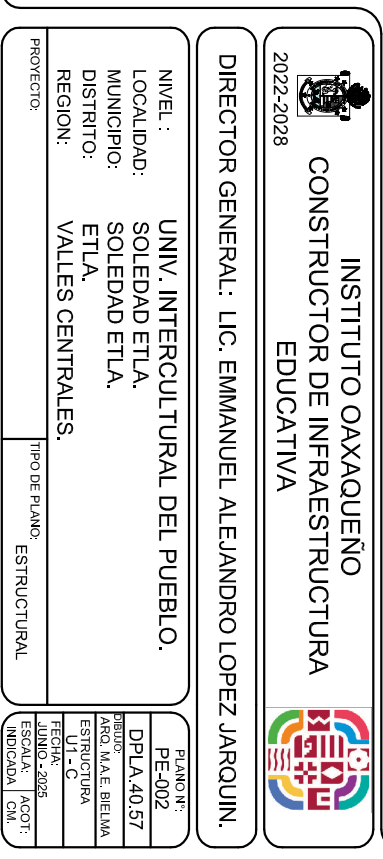 INSTITUTO OAXAQUEÑO
CONSTRUCTOR DE INFRAESTRUCTURA
EDUCATIVA
2022-2028
DIRECTOR GENERAL: LIC. EMMANUEL ALEJANDRO LOPEZ JARQUIN.
NIVEL : UNIV. INTERCULTURAL DEL PUEBLO.
LOCALIDAD: SOLEDAD ETLA.
MUNICIPIO: SOLEDAD ETLA.
DISTRITO: ETLA.
REGION: VALLES CENTRALES.
PROYECTO:
TIPO DE PLANO:
ESTRUCTURAL
PLANO Nº:
PE-002
DPLA.40.57
DIBUJO:
ARQ. M.A.E. BIELMA
ESTRUCTURA
U1 - C
FECHA:
JUNIO - 2025
ESCALA: ACOT:
INDICADA CM.